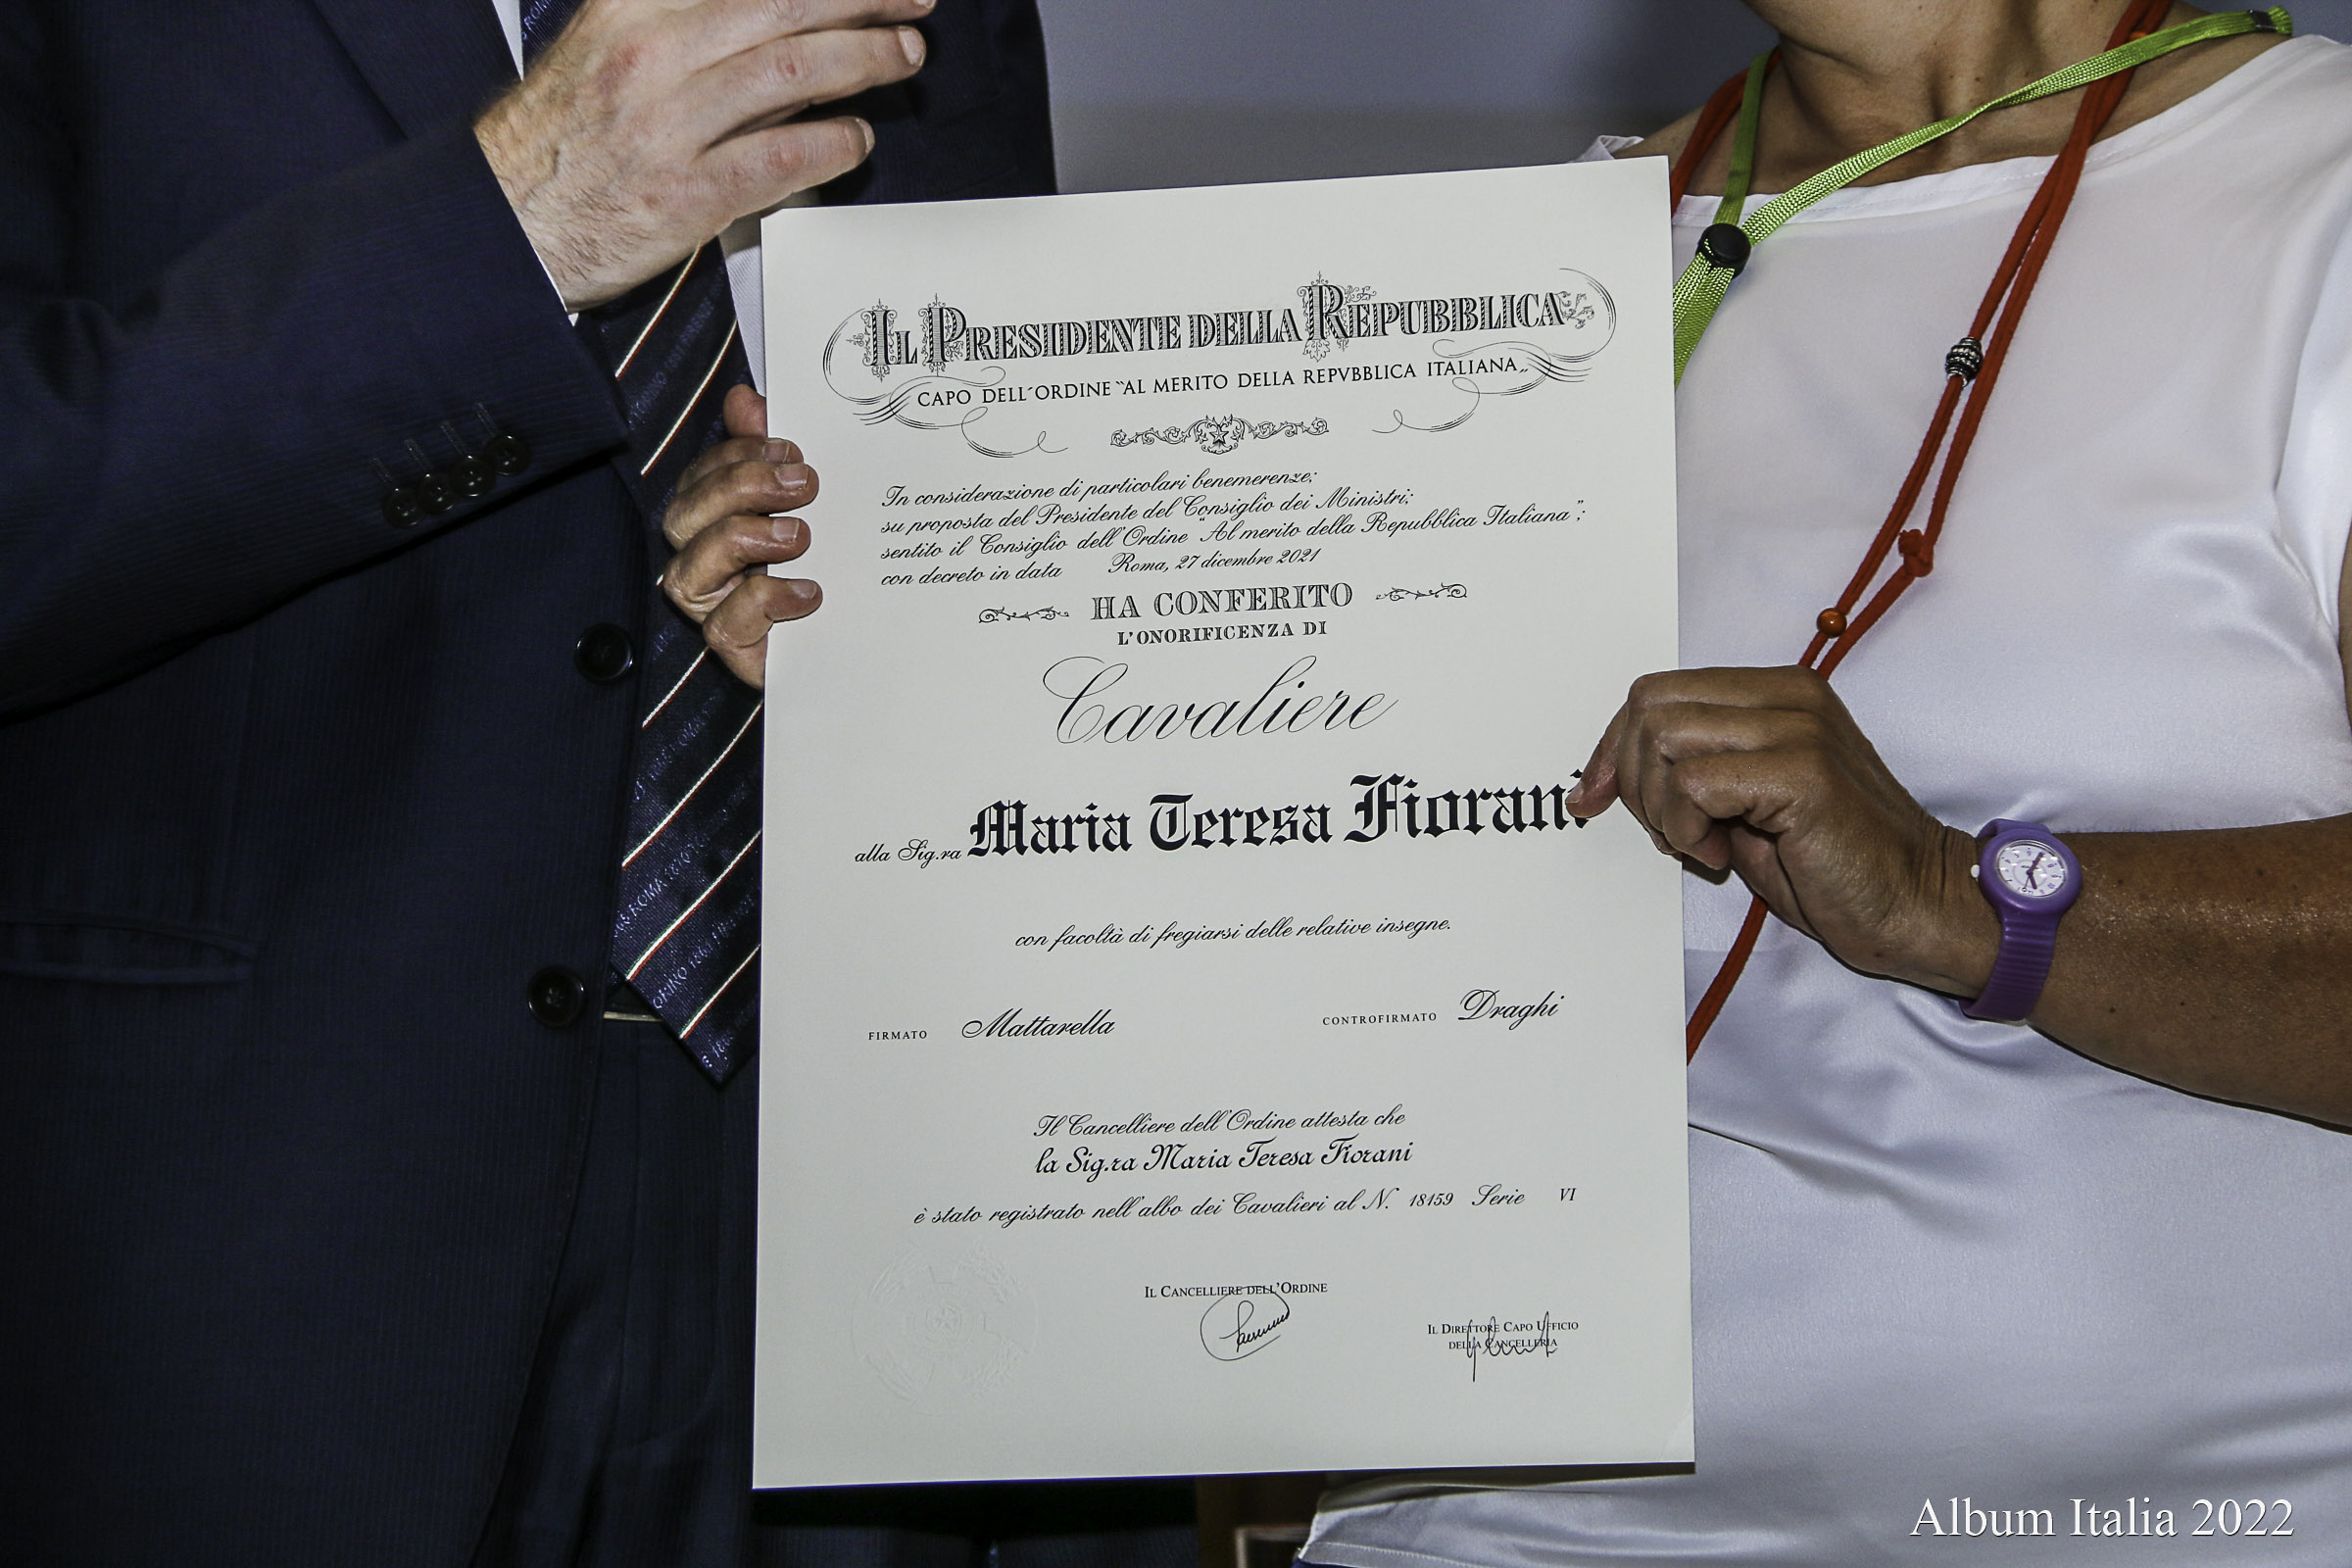 IL PRESIDENTE DELLA REPUBBLICA
CAPO DELL'ORDINE "AL MERITO DELLA REPVBBLICA ITALIANA„
In considerazione di particolari benemerenze;
su proposta del Presidente del Consiglio dei Ministri;
sentito il Consiglio dell'Ordine "Al merito della Repubblica Italiana";
con decreto in data Roma, 27 dicembre 2021
HA CONFERITO
L'ONORIFICENZA DI
Cavaliere
alla Sig.ra Maria Teresa Fiorani
con facoltà di fregiarsi delle relative insegne.
FIRMATO Mattarella CONTROFIRMATO Draghi
Il Cancelliere dell'Ordine attesta che
la Sig.ra Maria Teresa Fiorani
è stato registrato nell'albo dei Cavalieri al N. 18159 Serie VI
IL CANCELLIERE DELL'ORDINE
IL DIRETTORE CAPO UFFICIO
DELLA CANCELLERIA
Album Italia 2022